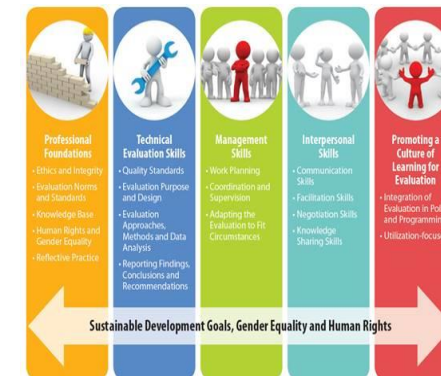 Professional
Foundations
• Ethics and Integrity
• Evaluation Norms
and Standards
• Knowledge Base
• Human Rights and
Gender Equality
• Reflective Practice
Technical
Evaluation Skills
• Quality Standards
• Evaluation Purpose
and Design
• Evaluation
Approaches,
Methods and Data
Analysis
• Reporting Findings,
Conclusions and
Recommendations
Management
Skills
• Work Planning
• Coordination and
Supervision
• Adapting the
Evaluation to Fit
Circumstances
Interpersonal
Skills
• Communication
Skills
• Facilitation Skills
• Negotiation Skills
• Knowledge
Sharing Skills
Promoting a
Culture of
Learning for
Evaluation
• Integration of
Evaluation in
and
• Utilization-focus
Sustainable Development Goals, Gender Equality and Human Rights